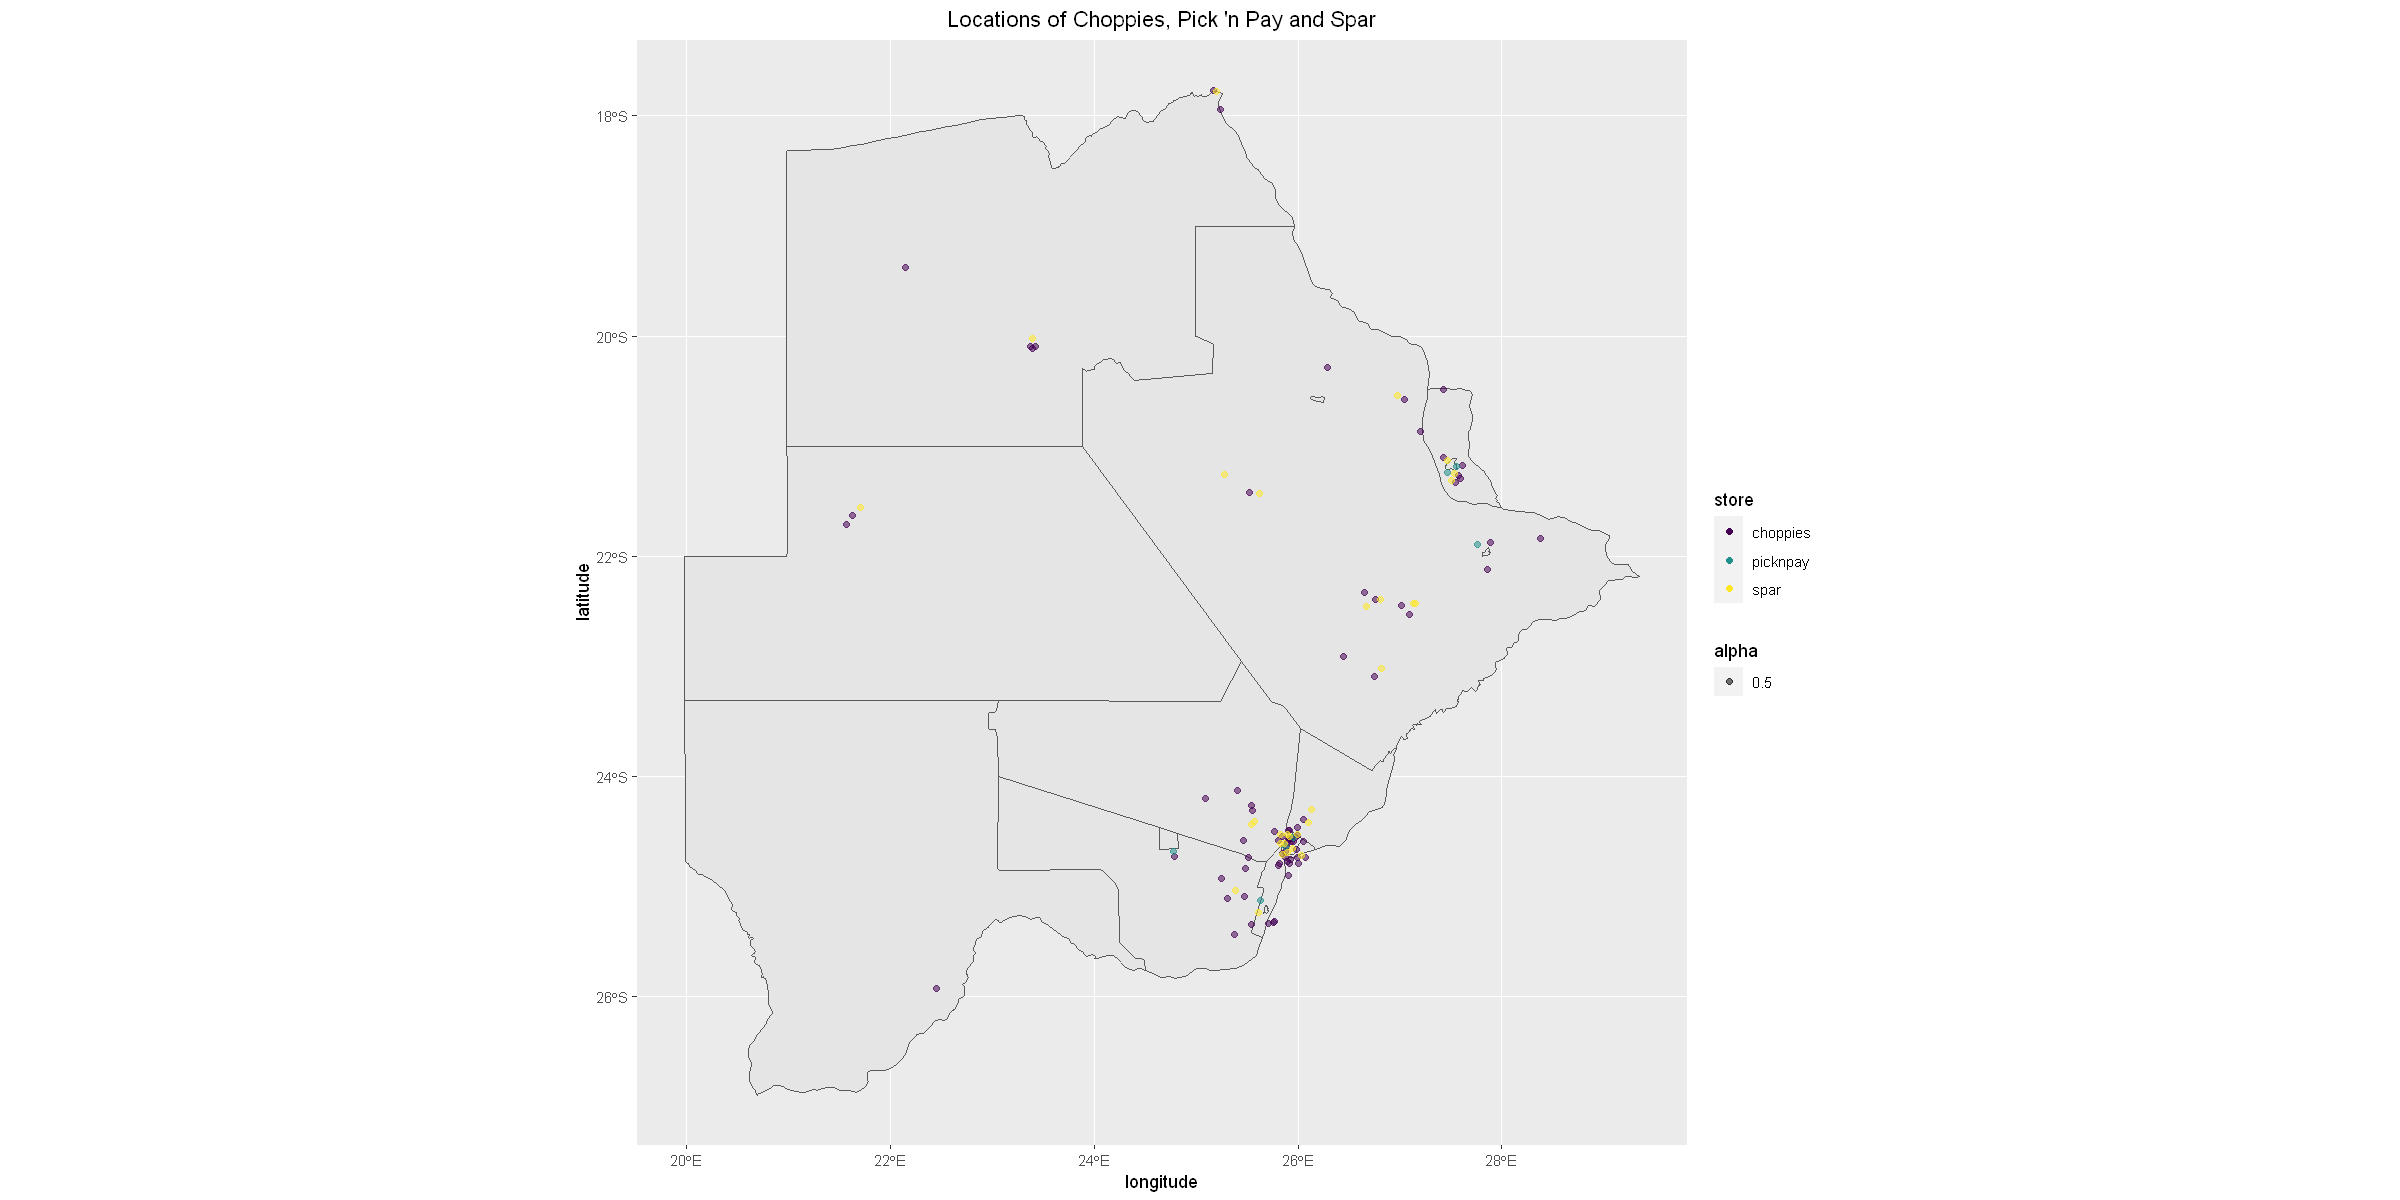 Locations of Choppies, Pick 'n Pay and Spar
18°S
20°S
22°S
24°S
26°S
latitude
20°E
22°E
24°E
26°E
28°E
longitude
store
choppies
picknpay
spar
alpha
0.5